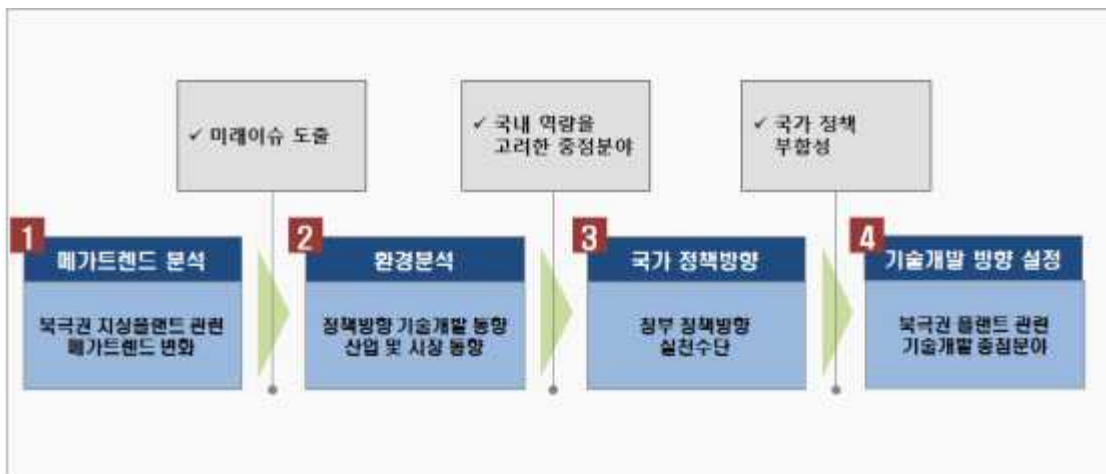 ✓ 미래이슈 도출
✓ 국내 역량을
고려한 중점분야
✓ 국가 정책
부합성
1
메가트렌드 분석
북극권 지상플랜트 관련
메가트렌드 변화
2
환경분석
정책방향 기술개발 동향
산업 및 시장 동향
3
국가 정책방향
정부 정책방향
실천수단
4
기술개발 방향 설정
북극권 플랜트 관련
기술개발 중점분야